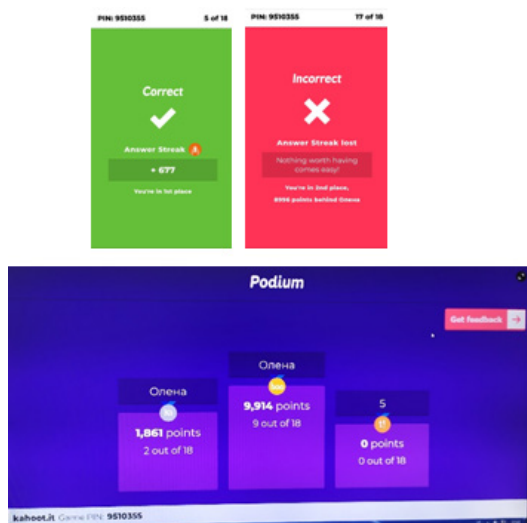 PIN: 9510355 5 of 18
Correct
Answer Streak
+ 677
You're in 1st place
PIN: 9510355 17 of 18
Incorrect
Answer Streak lost
Nothing worth having
comes easy!
You're in 2nd place,
8996 points behind Олена
Podium
Get feedback
Олена
9,914 points
9 out of 18
Олена
1,861 points
2 out of 18
5
0 points
0 out of 18
kahoot.it Game PIN: 9510355